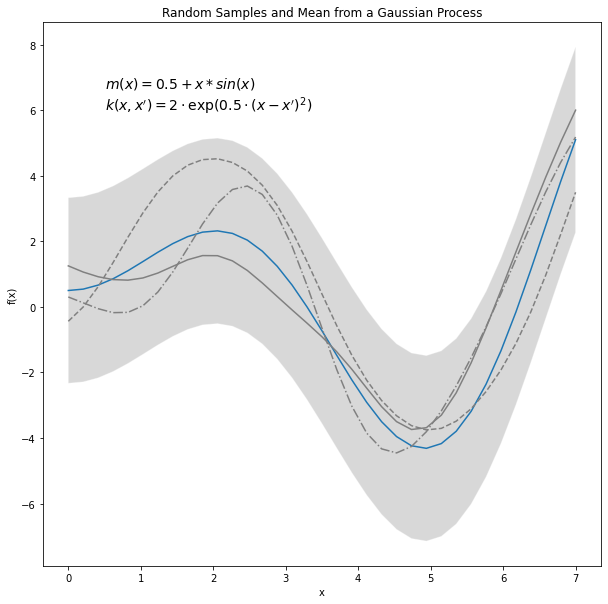 Random Samples and Mean from a Gaussian Process
m(x) = 0.5 + x * sin(x)
k(x, x′) = 2 · exp(0.5 · (x − x′)²)
8
6
4
2
0
−2
−4
−6
f(x)
0 1 2 3 4 5 6 7
x